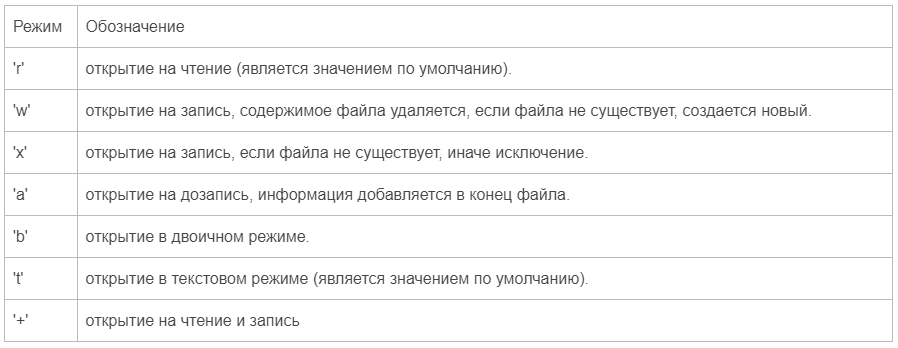 Режим Обозначение
'r' открытие на чтение (является значением по умолчанию).
'w' открытие на запись, содержимое файла удаляется, если файла не существует, создается новый.
'x' открытие на запись, если файла не существует, иначе исключение.
'a' открытие на дозапись, информация добавляется в конец файла.
'b' открытие в двоичном режиме.
't' открытие в текстовом режиме (является значением по умолчанию).
'+' открытие на чтение и запись